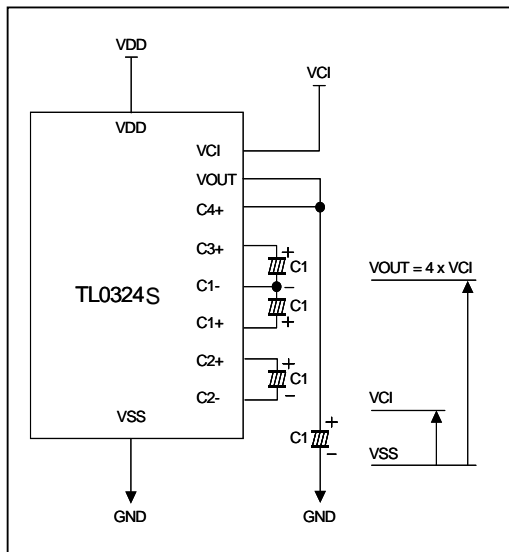 VDD
VCI
VDD
VCI
VOUT
C4+
C3+
+
C1
C1-
-
VOUT = 4 x VCI
C1
TL0324S
C1+
+
C2+
+
C1
C2-
-
VCI
VSS
+
C1
-
VSS
GND
GND